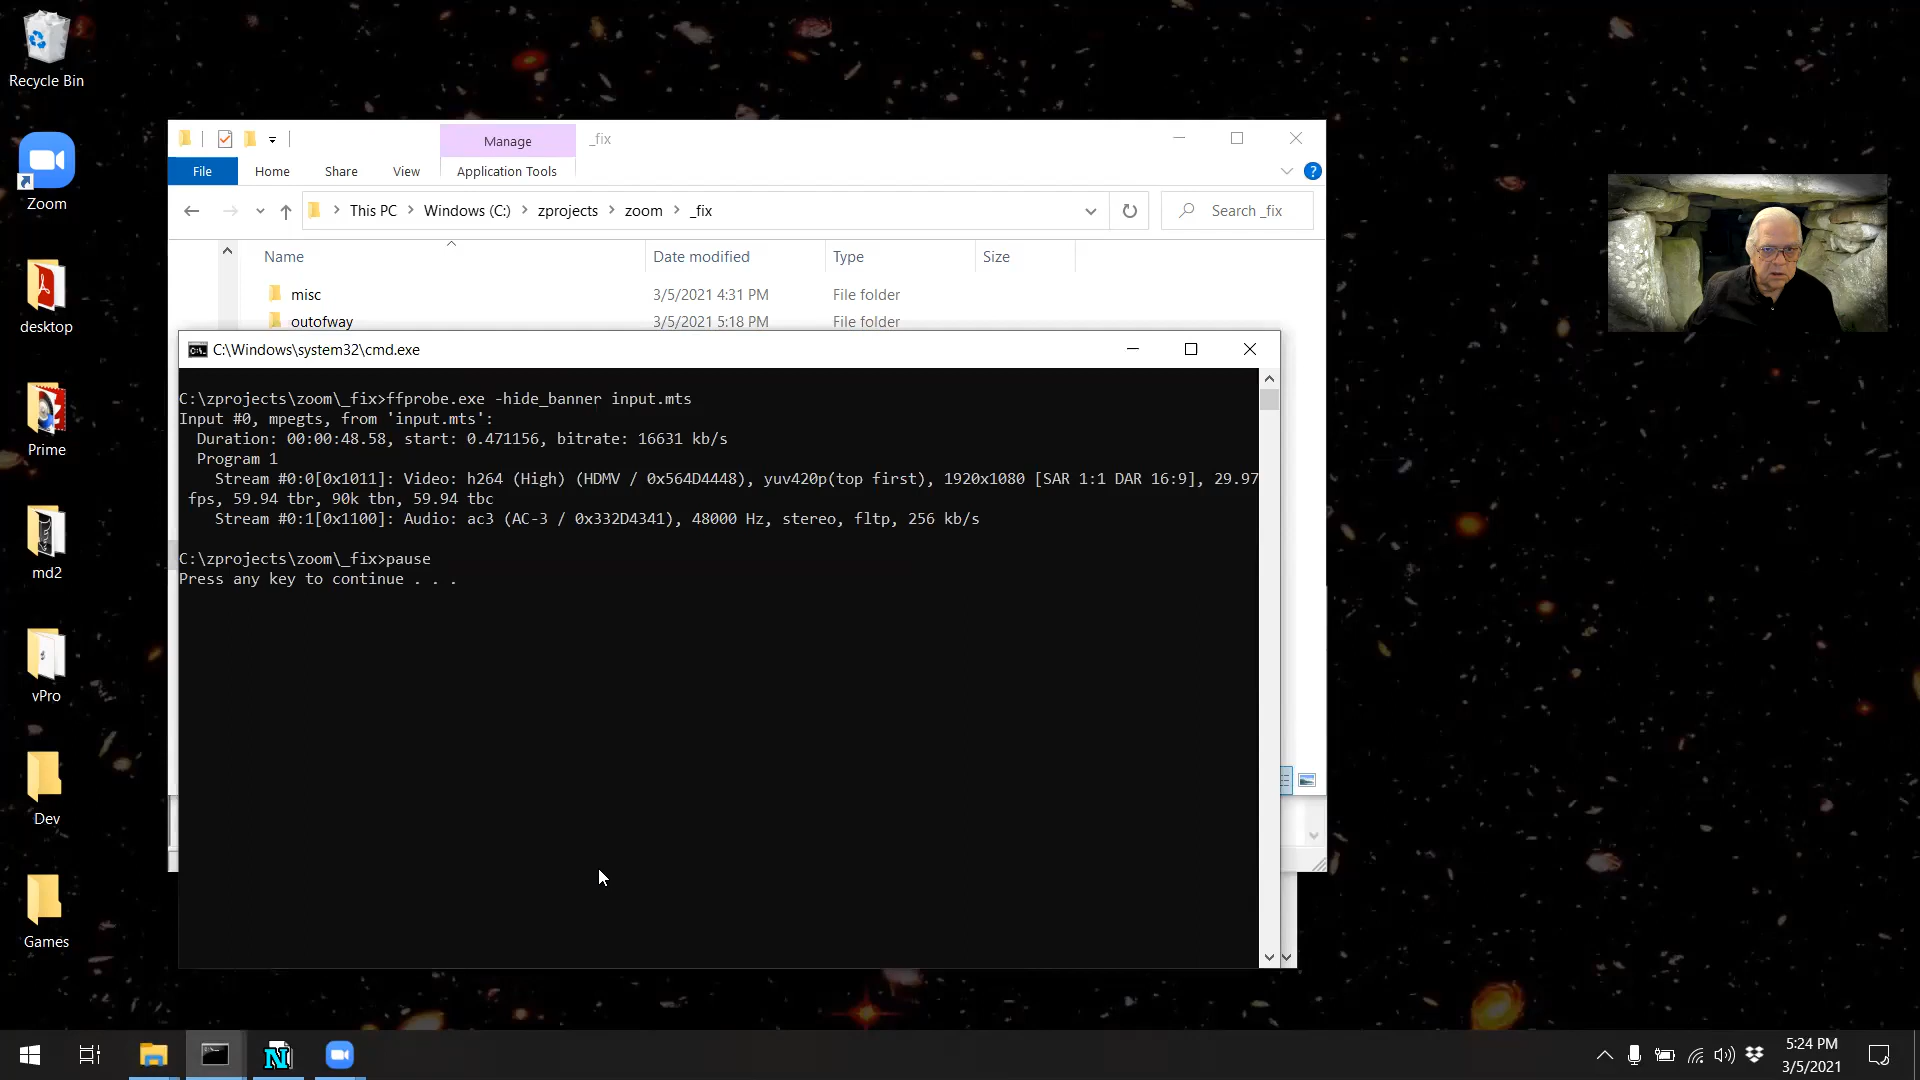 Recycle Bin
Zoom
desktop
Prime
md2
vPro
Dev
Games
Manage
_fix
File
Home
Share
View
Application Tools
?
This PC
Windows (C:)
zprojects
zoom
_fix
Search _fix
Name
Date modified
Type
Size
misc
3/5/2021 4:31 PM
File folder
outofway
3/5/2021 5:18 PM
File folder
C:\Windows\system32\cmd.exe
C:\zprojects\zoom\_fix>ffprobe.exe -hide_banner input.mts
Input #0, mpegts, from 'input.mts':
Duration: 00:00:48.58, start: 0.471156, bitrate: 16631 kb/s
Program 1
Stream #0:0[0x1011]: Video: h264 (High) (HDMV / 0x564D4448), yuv420p(top first), 1920x1080 [SAR 1:1 DAR 16:9], 29.97
fps, 59.94 tbr, 90k tbn, 59.94 tbc
Stream #0:1[0x1100]: Audio: ac3 (AC-3 / 0x332D4341), 48000 Hz, stereo, fltp, 256 kb/s
C:\zprojects\zoom\_fix>pause
Press any key to continue . . .
N
5:24 PM
3/5/2021